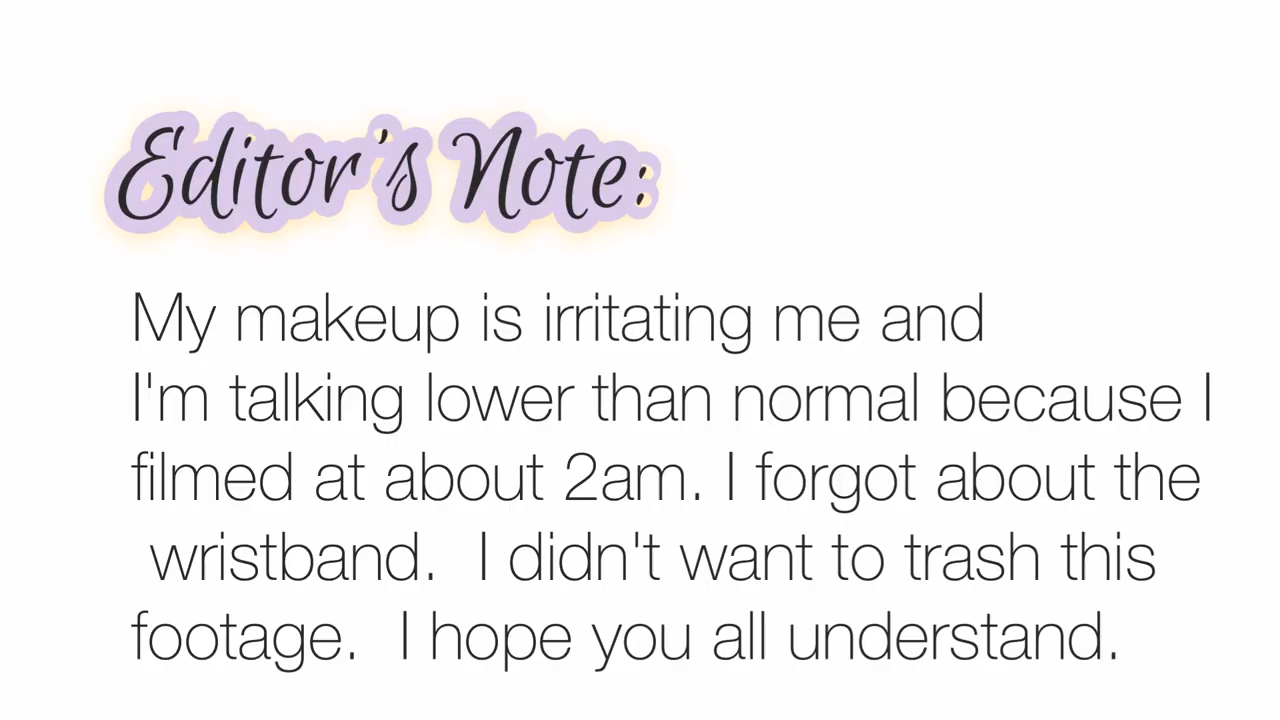 Editor's Note:
My makeup is irritating me and
I'm talking lower than normal because I
filmed at about 2am. I forgot about the
wristband.  I didn't want to trash this
footage.  I hope you all understand.